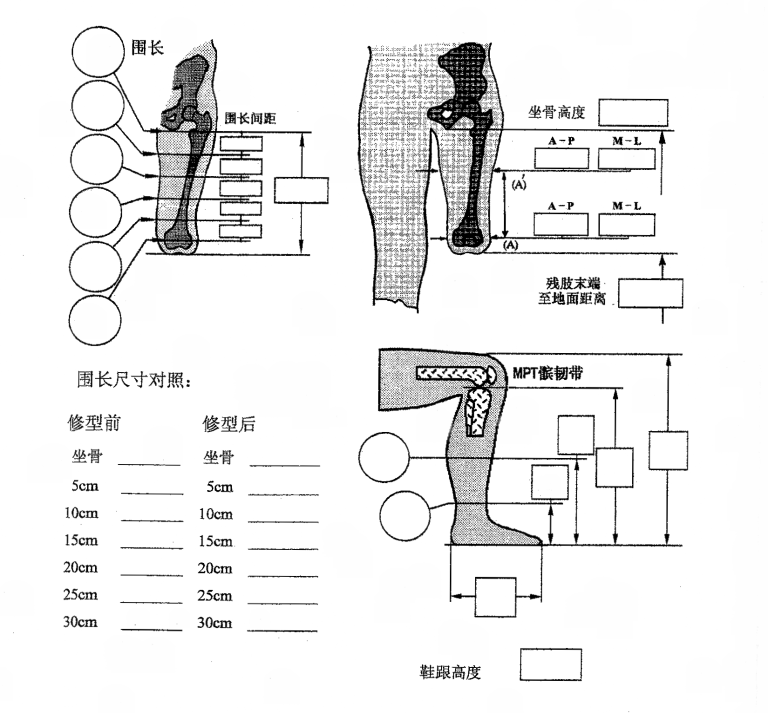 围长
围长间距
坐骨高度
A－P M－L
(A')
A－P M－L
(A)
残肢末端
至地面距离
MPT髌韧带
围长尺寸对照：
修型前 修型后
坐骨 坐骨
5cm 5cm
10cm 10cm
15cm 15cm
20cm 20cm
25cm 25cm
30cm 30cm
鞋跟高度